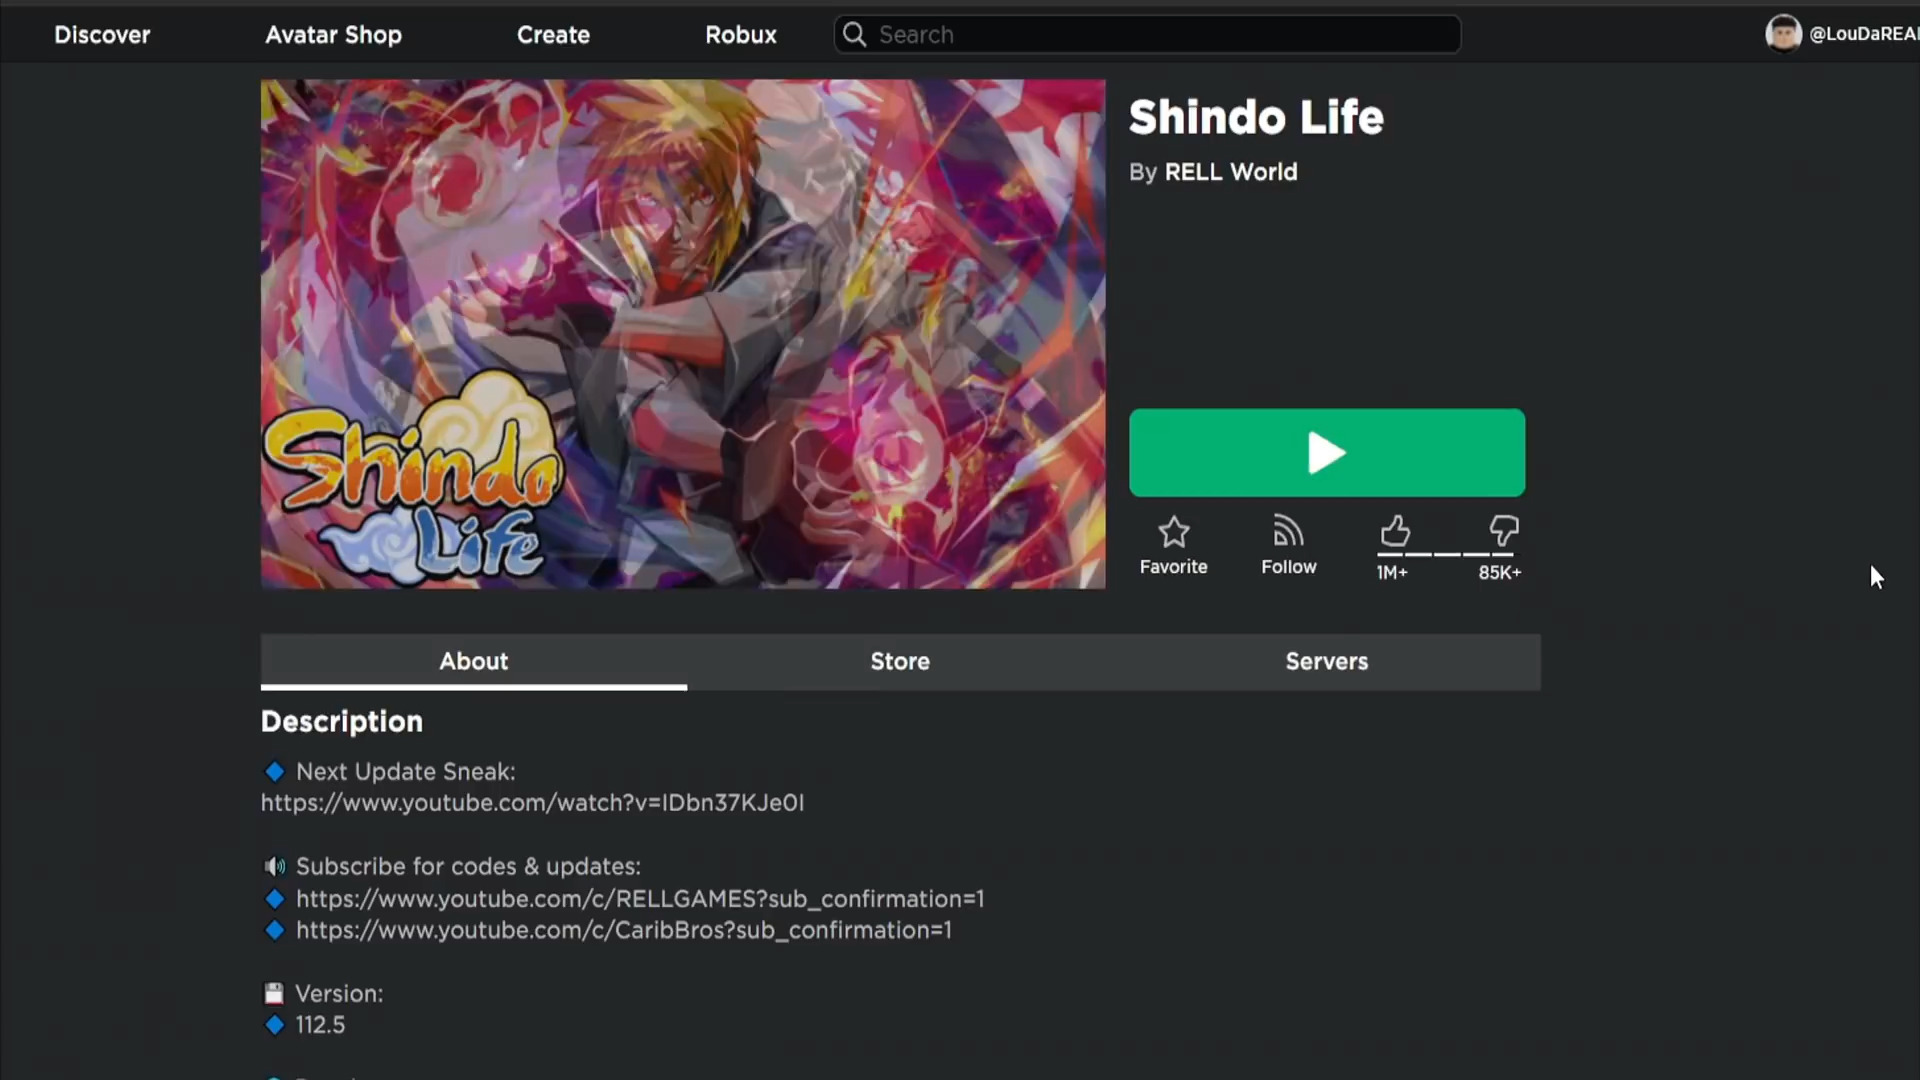 Discover
Avatar Shop
Create
Robux
Search
@LouDaREAL
Shindo Life
By RELL World
Shindo
Life
Favorite
Follow
1M+
85K+
About
Store
Servers
Description
Next Update Sneak:
https://www.youtube.com/watch?v=IDbn37KJe0I
Subscribe for codes & updates:
https://www.youtube.com/c/RELLGAMES?sub_confirmation=1
https://www.youtube.com/c/CaribBros?sub_confirmation=1
Version:
112.5